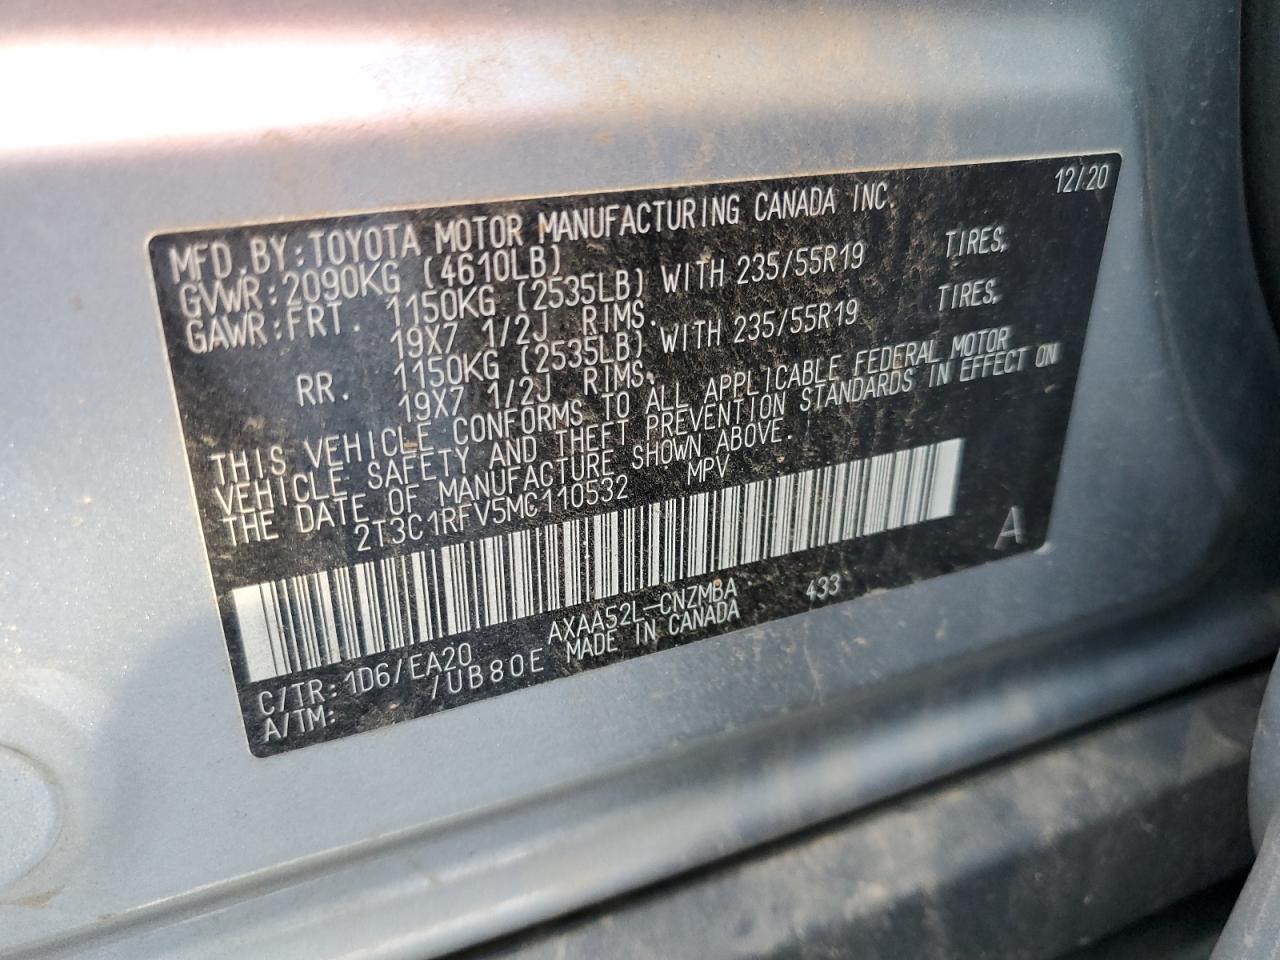 12/20
MFD.BY:TOYOTA MOTOR MANUFACTURING CANADA INC.
GVWR:2090KG (4610LB)
GAWR:FRT. 1150KG (2535LB) WITH 235/55R19 TIRES,
19X7 1/2J RIMS.
RR. 1150KG (2535LB) WITH 235/55R19 TIRES,
19X7 1/2J RIMS.
THIS VEHICLE CONFORMS TO ALL APPLICABLE FEDERAL MOTOR
VEHICLE SAFETY AND THEFT PREVENTION STANDARDS IN EFFECT ON
THE DATE OF MANUFACTURE SHOWN ABOVE.
2T3C1RFV5MC110532 MPV
A
C/TR:1D6/EA20 AXAA52L-CNZMBA 433
A/TM: /UB80E MADE IN CANADA